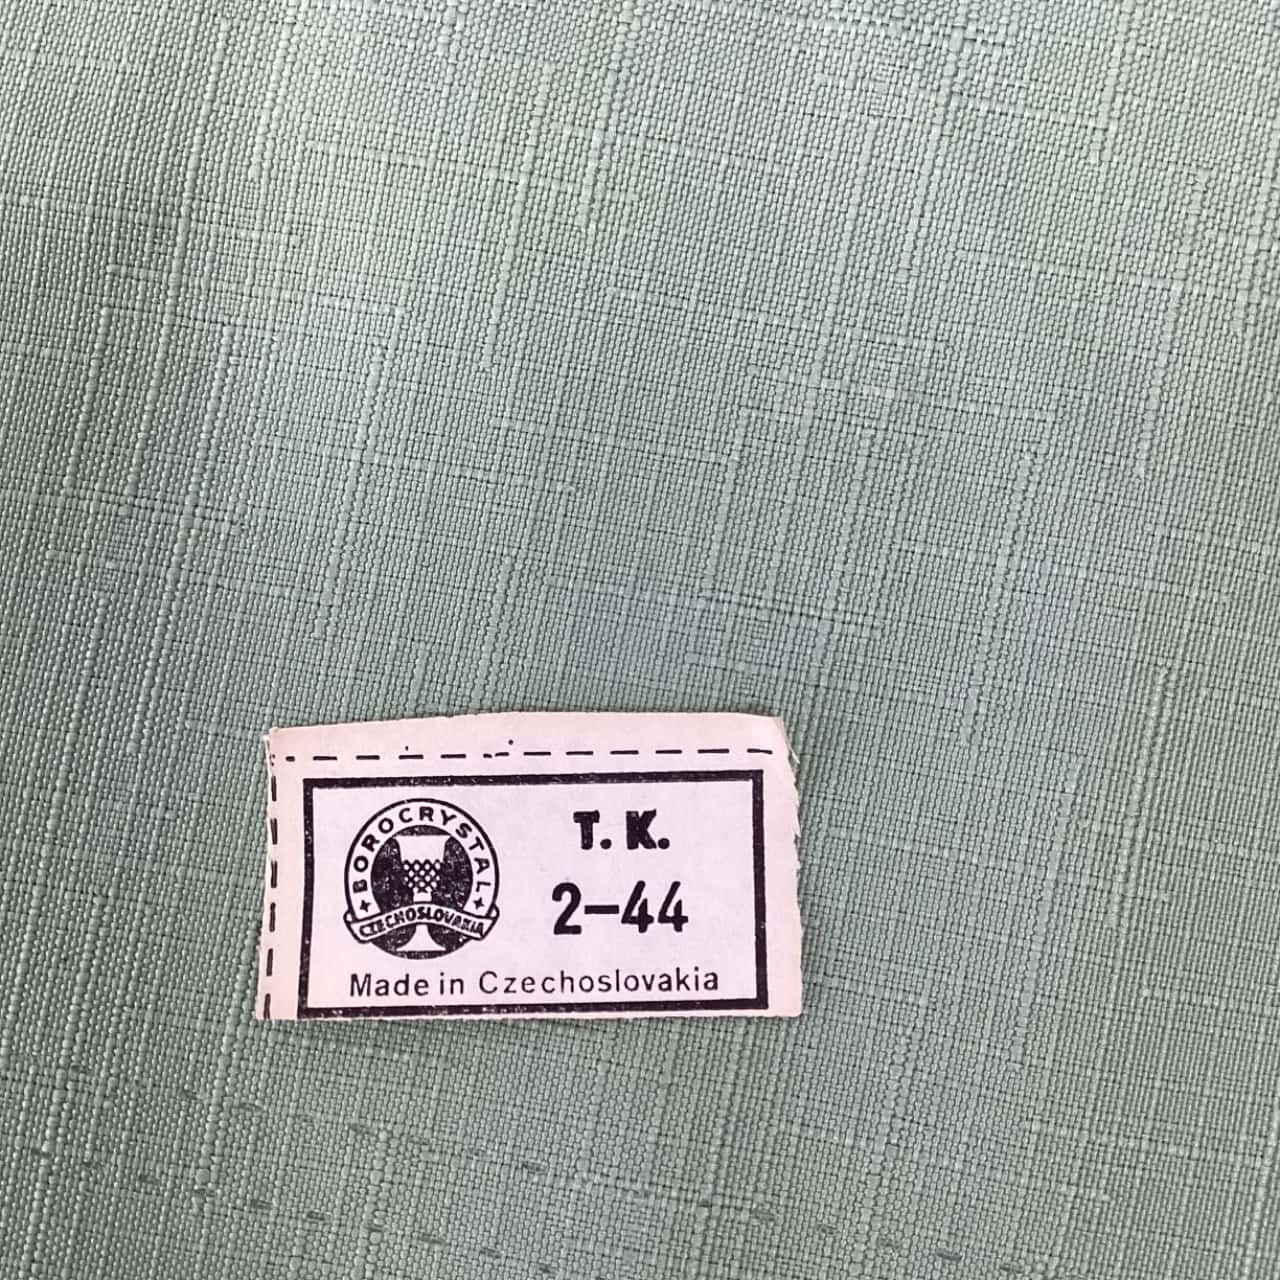 BOROCRYSTAL
CZECHOSLOVAKIA
T. K.
2–44
Made in Czechoslovakia